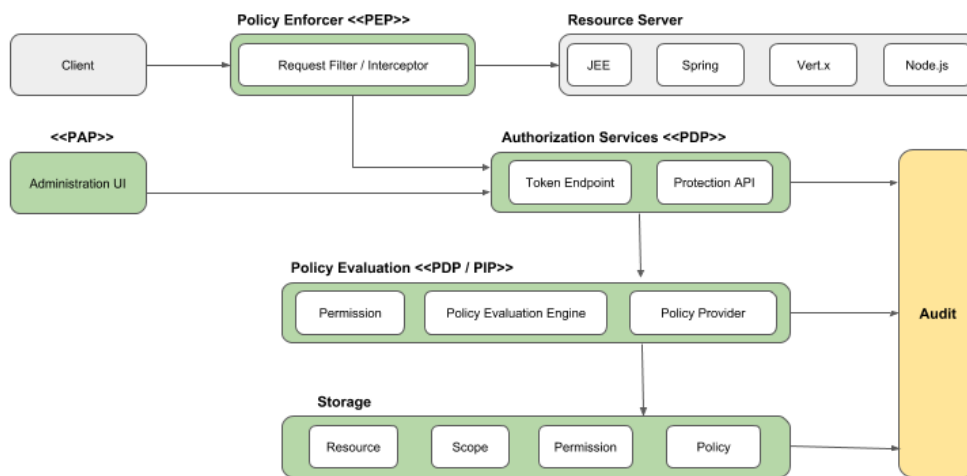 Policy Enforcer <<PEP>>
Resource Server
Client
Request Filter / Interceptor
JEE
Spring
Vert.x
Node.js
<<PAP>>
Authorization Services <<PDP>>
Administration UI
Token Endpoint
Protection API
Policy Evaluation <<PDP / PIP>>
Permission
Policy Evaluation Engine
Policy Provider
Audit
Storage
Resource
Scope
Permission
Policy